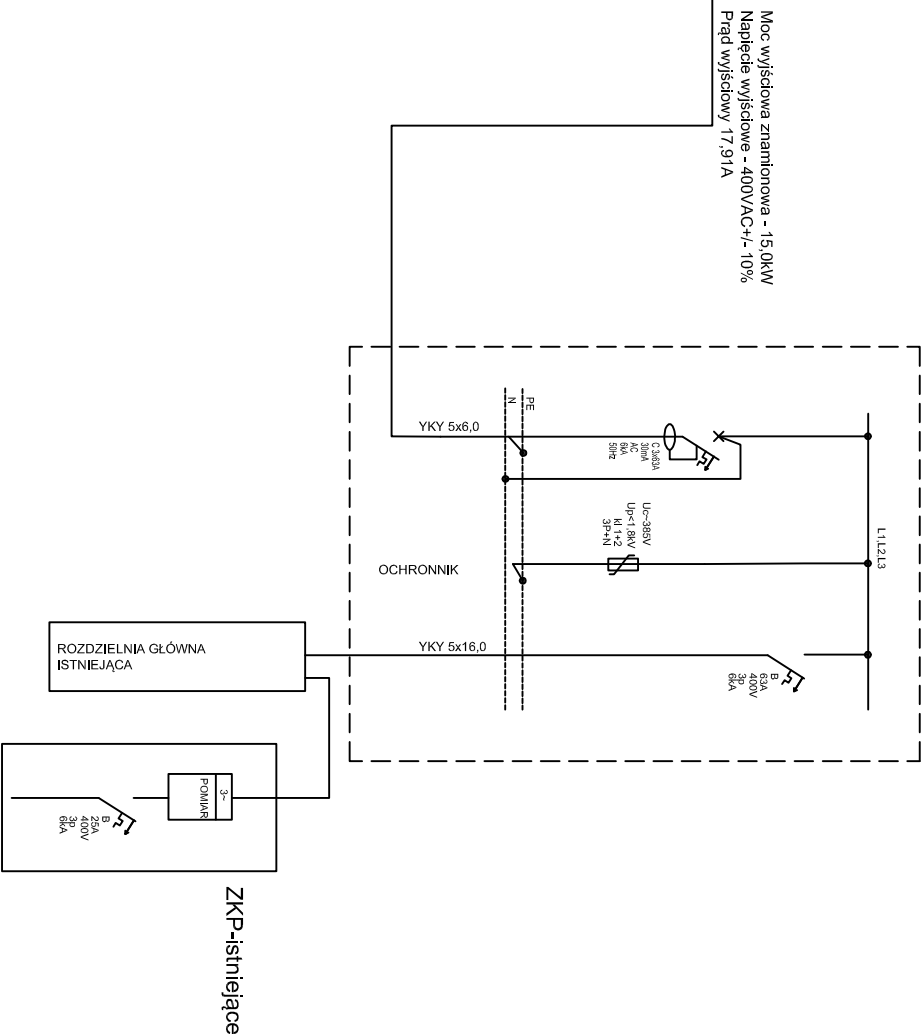 Moc wyjściowa znamionowa - 15,0kW
Napięcie wyjściowe - 400VAC+/- 10%
Prąd wyjściowy 17,91A
L1,L2,L3
PE
N
YKY 5x6,0
C 3x63A
30mA
AC
6kA
50Hz
Uc~385V
Up<1,8kV
kl 1+2
3P+N
OCHRONNIK
YKY 5x16,0
B
63A
400V
3p
6kA
ROZDZIELNIA GŁÓWNA
ISTNIEJĄCA
3~
POMIAR
B
25A
400V
3p
6kA
ZKP-istniejące